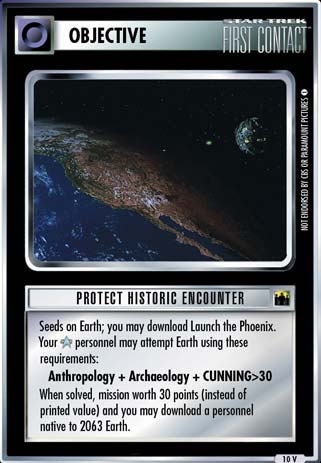 OBJECTIVE
STAR TREK
FIRST CONTACT
NOT ENDORSED BY CBS OR PARAMOUNT PICTURES
PROTECT HISTORIC ENCOUNTER
Seeds on Earth; you may download Launch the Phoenix.
Your personnel may attempt Earth using these
requirements:
Anthropology + Archaeology + CUNNING>30
When solved, mission worth 30 points (instead of
printed value) and you may download a personnel
native to 2063 Earth.
10 V